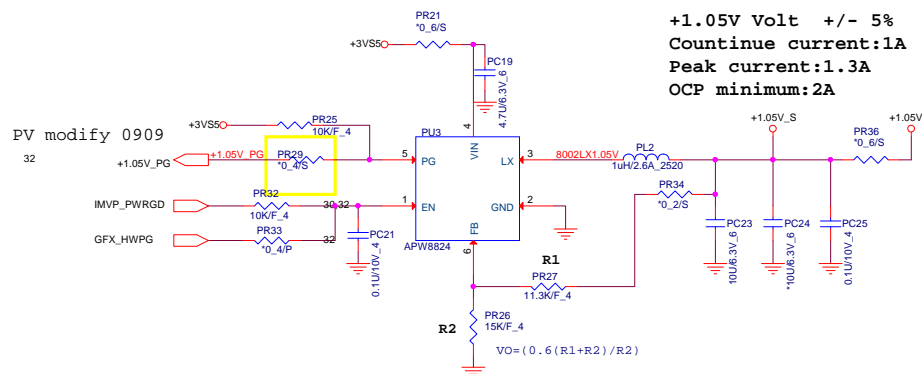 +1.05V Volt +/- 5%
Countinue current:1A
Peak current:1.3A
OCP minimum:2A
PR21
*0_6/S
+3VS5
PC19
4.7U/6.3V_6
PV modify 0909
32
+3VS5
PR25
10K/F_4
+1.05V_PG
+1.05V_PG
PR29
*0_4/S
IMVP_PWRGD
PR32
10K/F_4
30,32
GFX_HWPG
PR33
*0_4/P
32
PC21
0.1U/10V_4
PU3
4
VIN
5
PG
LX
3
1
EN
GND
2
FB
6
APW8824
8002LX1.05V
PL2
1uH/2.6A_2520
+1.05V_S
PR36
*0_6/S
+1.05V
PR34
*0_2/S
PC23
10U/6.3V_6
PC24
*10U/6.3V_6
PC25
0.1U/10V_4
R1
PR27
11.3K/F_4
R2
PR26
15K/F_4
VO=(0.6(R1+R2)/R2)